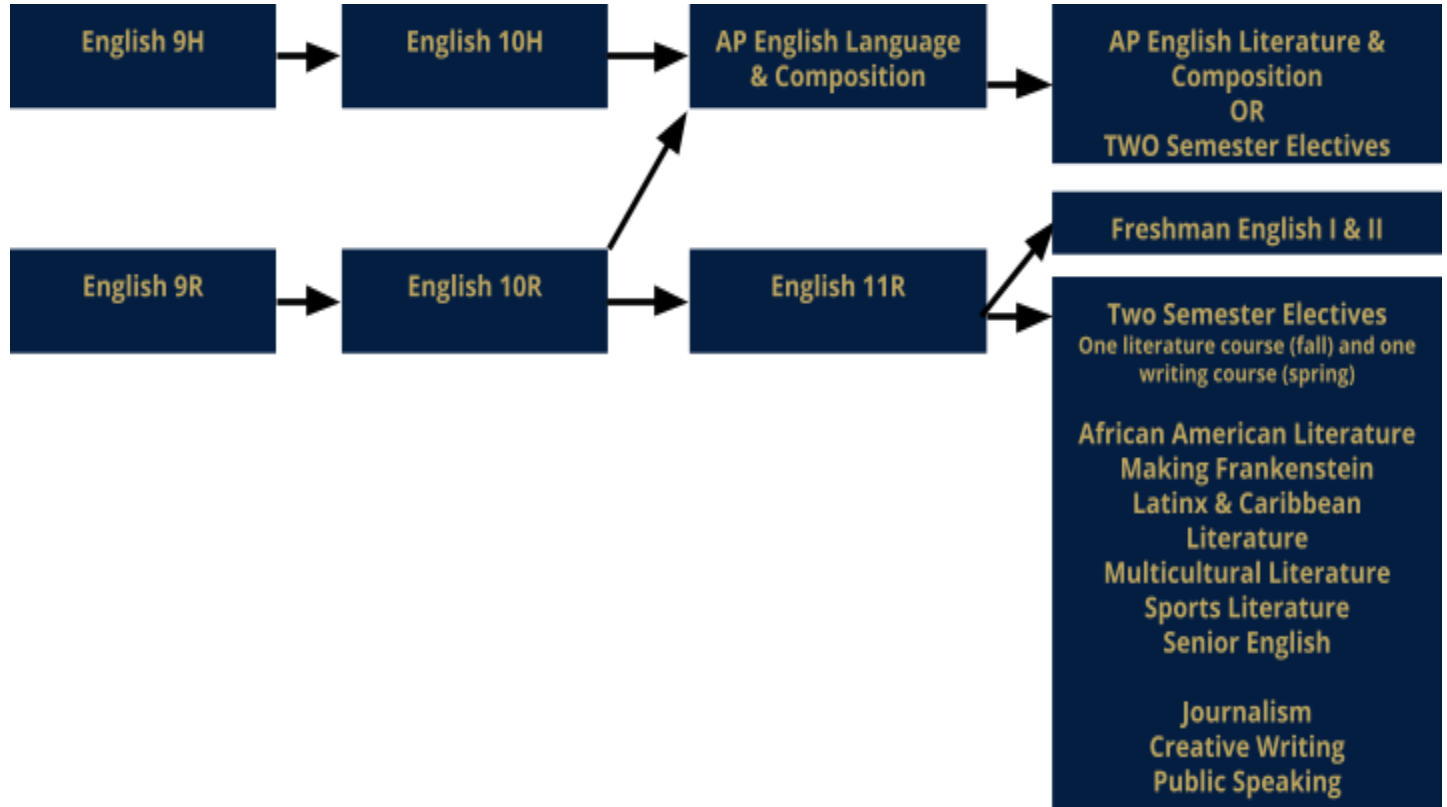 English 9H
English 10H
AP English Language
& Composition
AP English Literature &
Composition
OR
TWO Semester Electives
Freshman English I & II
English 9R
English 10R
English 11R
Two Semester Electives
One literature course (fall) and one
writing course (spring)
African American Literature
Making Frankenstein
Latinx & Caribbean
Literature
Multicultural Literature
Sports Literature
Senior English
Journalism
Creative Writing
Public Speaking